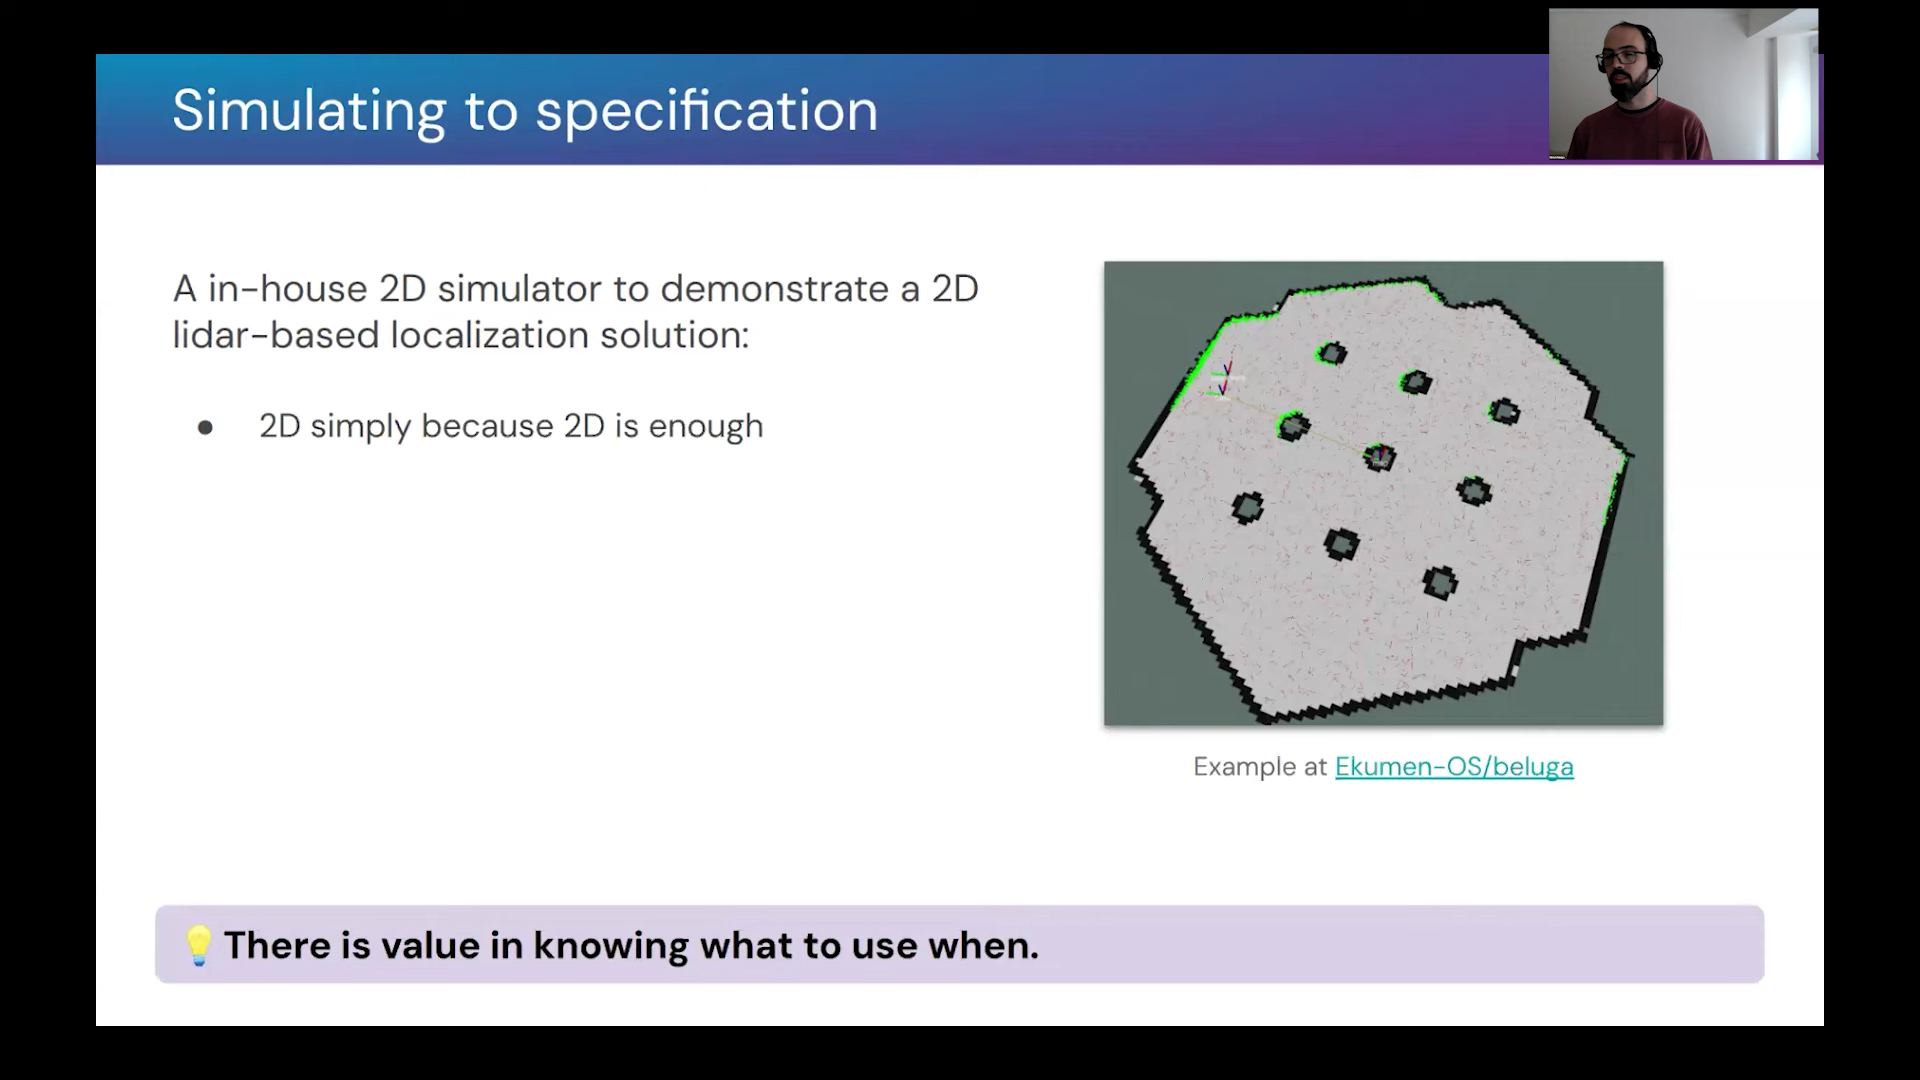 Simulating to specification
A in-house 2D simulator to demonstrate a 2D
lidar-based localization solution:
● 2D simply because 2D is enough
Example at Ekumen-OS/beluga
💡 There is value in knowing what to use when.